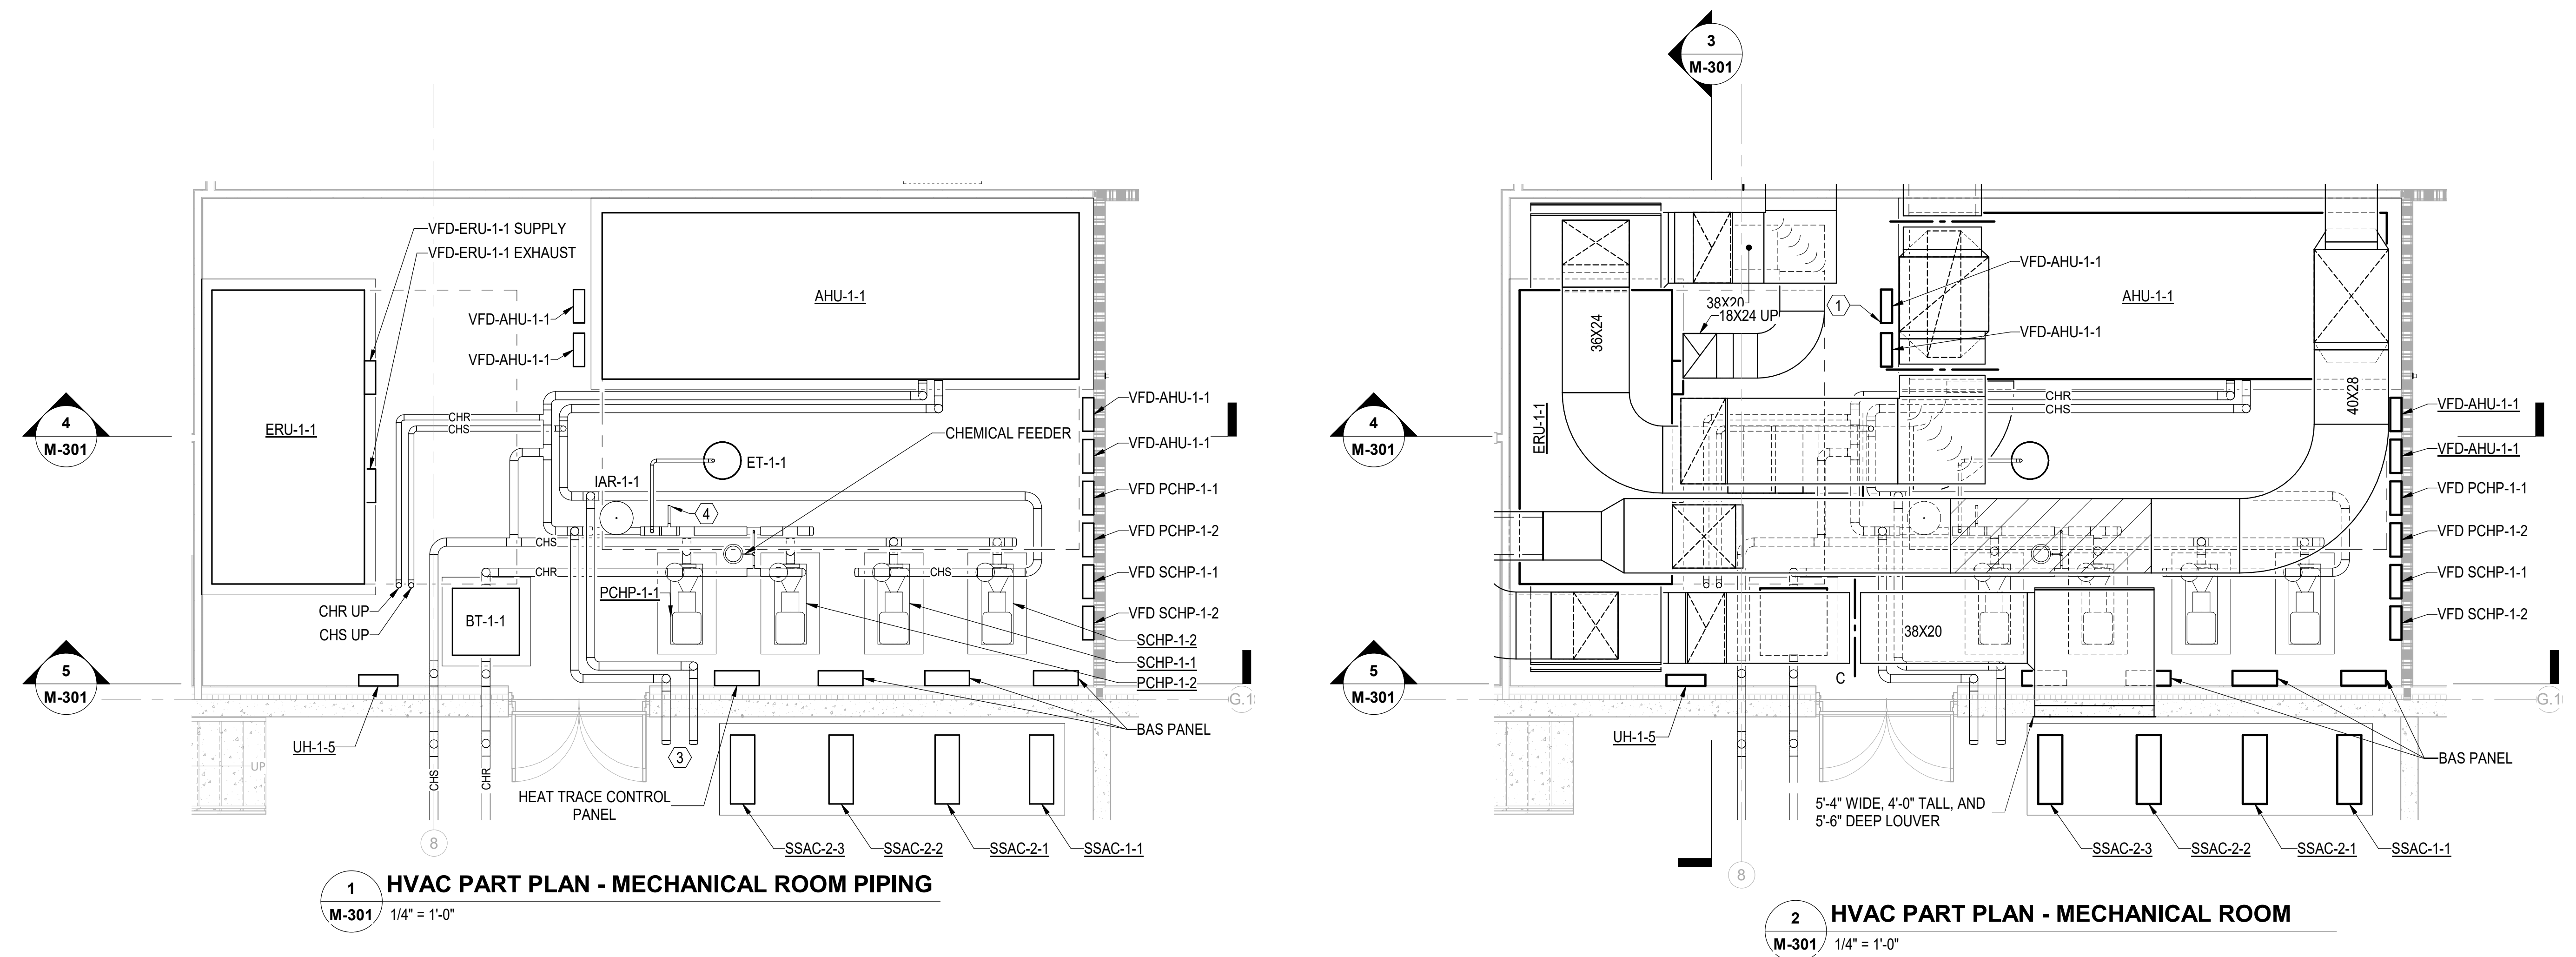 VFD-ERU-1-1 SUPPLY
VFD-ERU-1-1 EXHAUST
AHU-1-1
VFD-AHU-1-1
VFD-AHU-1-1
4
M-301
ERU-1-1
CHR
CHS
VFD-AHU-1-1
CHEMICAL FEEDER
VFD-AHU-1-1
ET-1-1
IAR-1-1
VFD PCHP-1-1
4
VFD PCHP-1-2
CHS
CHR
CHS
VFD SCHP-1-1
PCHP-1-1
CHR UP
VFD SCHP-1-2
BT-1-1
CHS UP
SCHP-1-2
SCHP-1-1
PCHP-1-2
5
M-301
G.1
BAS PANEL
UH-1-5
3
UP
CHS
CHR
HEAT TRACE CONTROL
PANEL
8
SSAC-2-3
SSAC-2-2
SSAC-2-1
SSAC-1-1
1
M-301
HVAC PART PLAN - MECHANICAL ROOM PIPING
1/4" = 1'-0"
3
M-301
VFD-AHU-1-1
AHU-1-1
38X20
1
18X24 UP
36X24
VFD-AHU-1-1
CHR
CHS
40X28
VFD-AHU-1-1
4
M-301
ERU-1-1
VFD-AHU-1-1
VFD PCHP-1-1
VFD PCHP-1-2
VFD SCHP-1-1
VFD SCHP-1-2
38X20
5
M-301
C
G.1
UH-1-5
BAS PANEL
5'-4" WIDE, 4'-0" TALL, AND
5'-6" DEEP LOUVER
SSAC-2-3
SSAC-2-2
SSAC-2-1
SSAC-1-1
8
2
M-301
HVAC PART PLAN - MECHANICAL ROOM
1/4" = 1'-0"